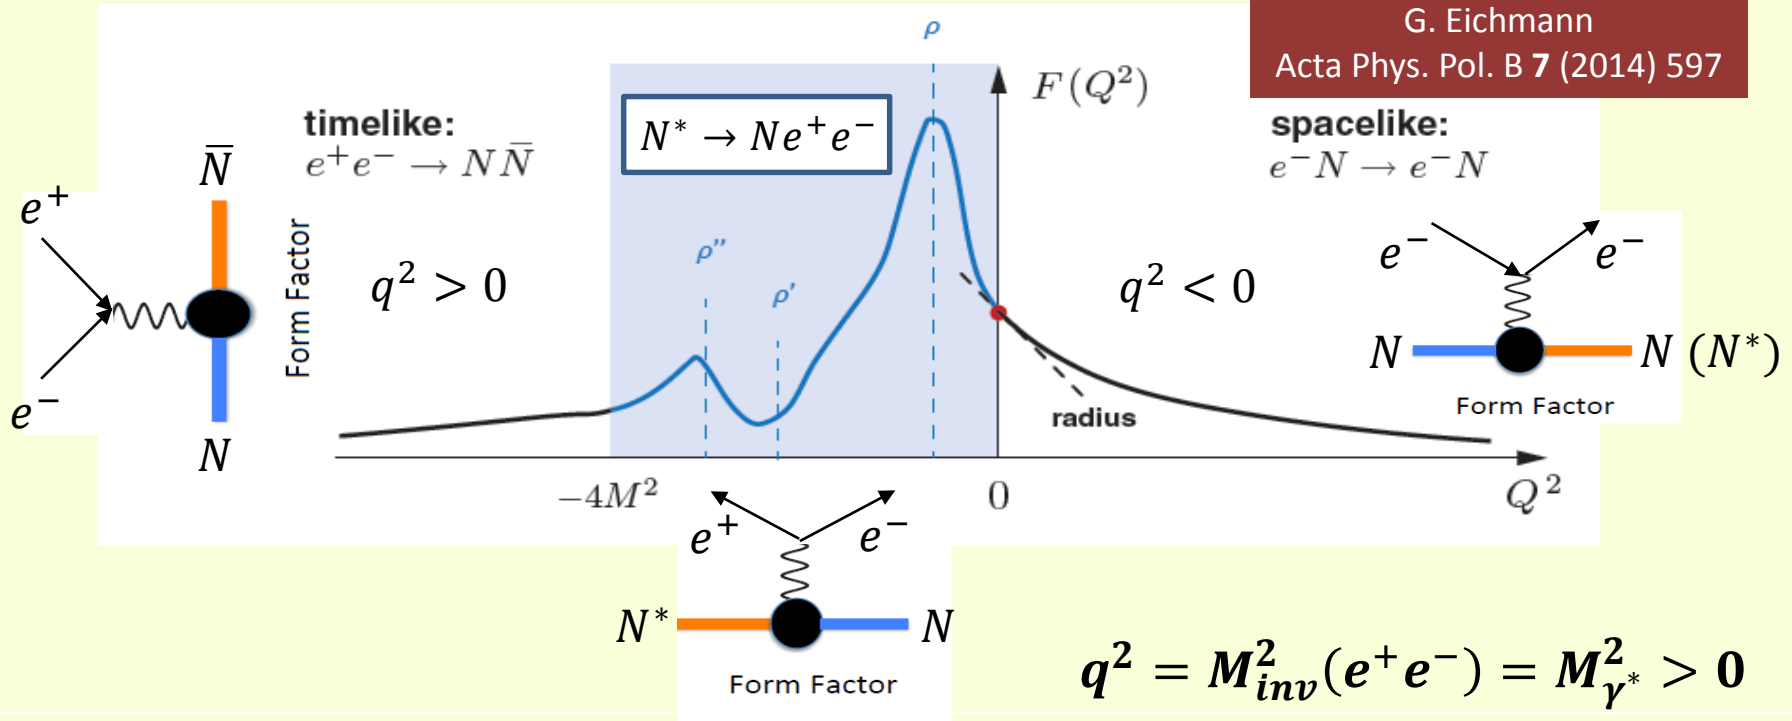 G. Eichmann
Acta Phys. Pol. B 7 (2014) 597
ρ
F(Q²)
timelike:
e⁺e⁻ → NN̅
N* → Ne⁺e⁻
spacelike:
e⁻N → e⁻N
N̅
e⁺
e⁻
N
Form Factor
q² > 0
ρ''
ρ'
q² < 0
radius
e⁻
e⁻
N
N (N*)
Form Factor
−4M²
0
Q²
e⁺
e⁻
N*
N
Form Factor
q² = M²ᵢₙᵥ(e⁺e⁻) = M²_γ* > 0